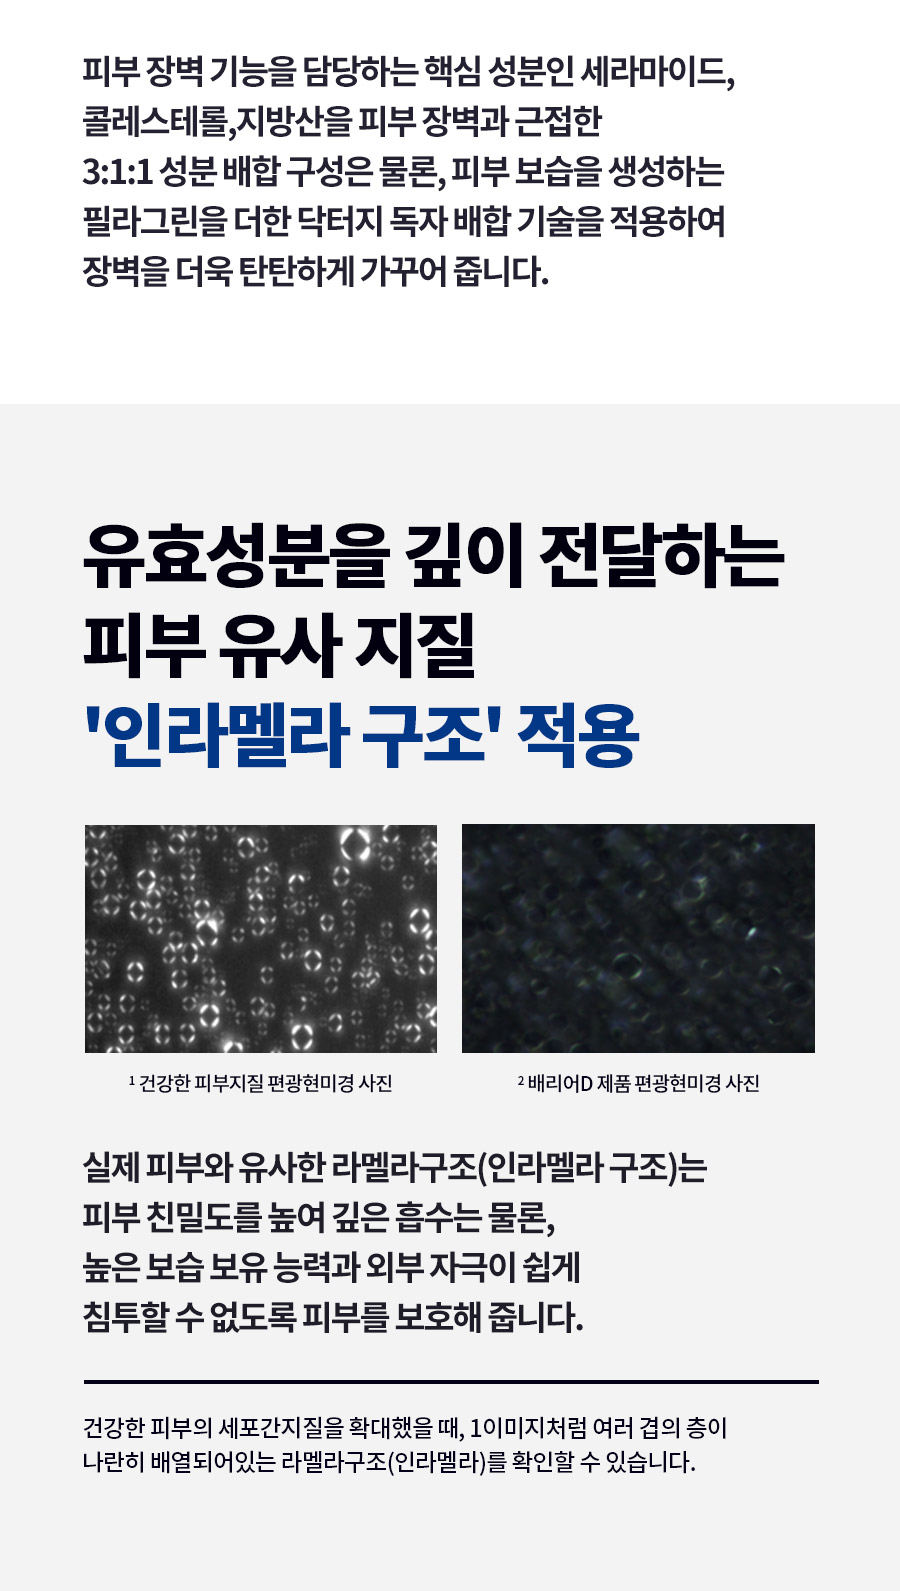 피부 장벽 기능을 담당하는 핵심 성분인 세라마이드,
콜레스테롤,지방산을 피부 장벽과 근접한
3:1:1 성분 배합 구성은 물론, 피부 보습을 생성하는
필라그린을 더한 닥터지 독자 배합 기술을 적용하여
장벽을 더욱 탄탄하게 가꾸어 줍니다.
유효성분을 깊이 전달하는
피부 유사 지질
'인라멜라 구조' 적용
¹ 건강한 피부지질 편광현미경 사진
² 배리어D 제품 편광현미경 사진
실제 피부와 유사한 라멜라구조(인라멜라 구조)는
피부 친밀도를 높여 깊은 흡수는 물론,
높은 보습 보유 능력과 외부 자극이 쉽게
침투할 수 없도록 피부를 보호해 줍니다.
건강한 피부의 세포간지질을 확대했을 때, 1이미지처럼 여러 겹의 층이
나란히 배열되어있는 라멜라구조(인라멜라)를 확인할 수 있습니다.